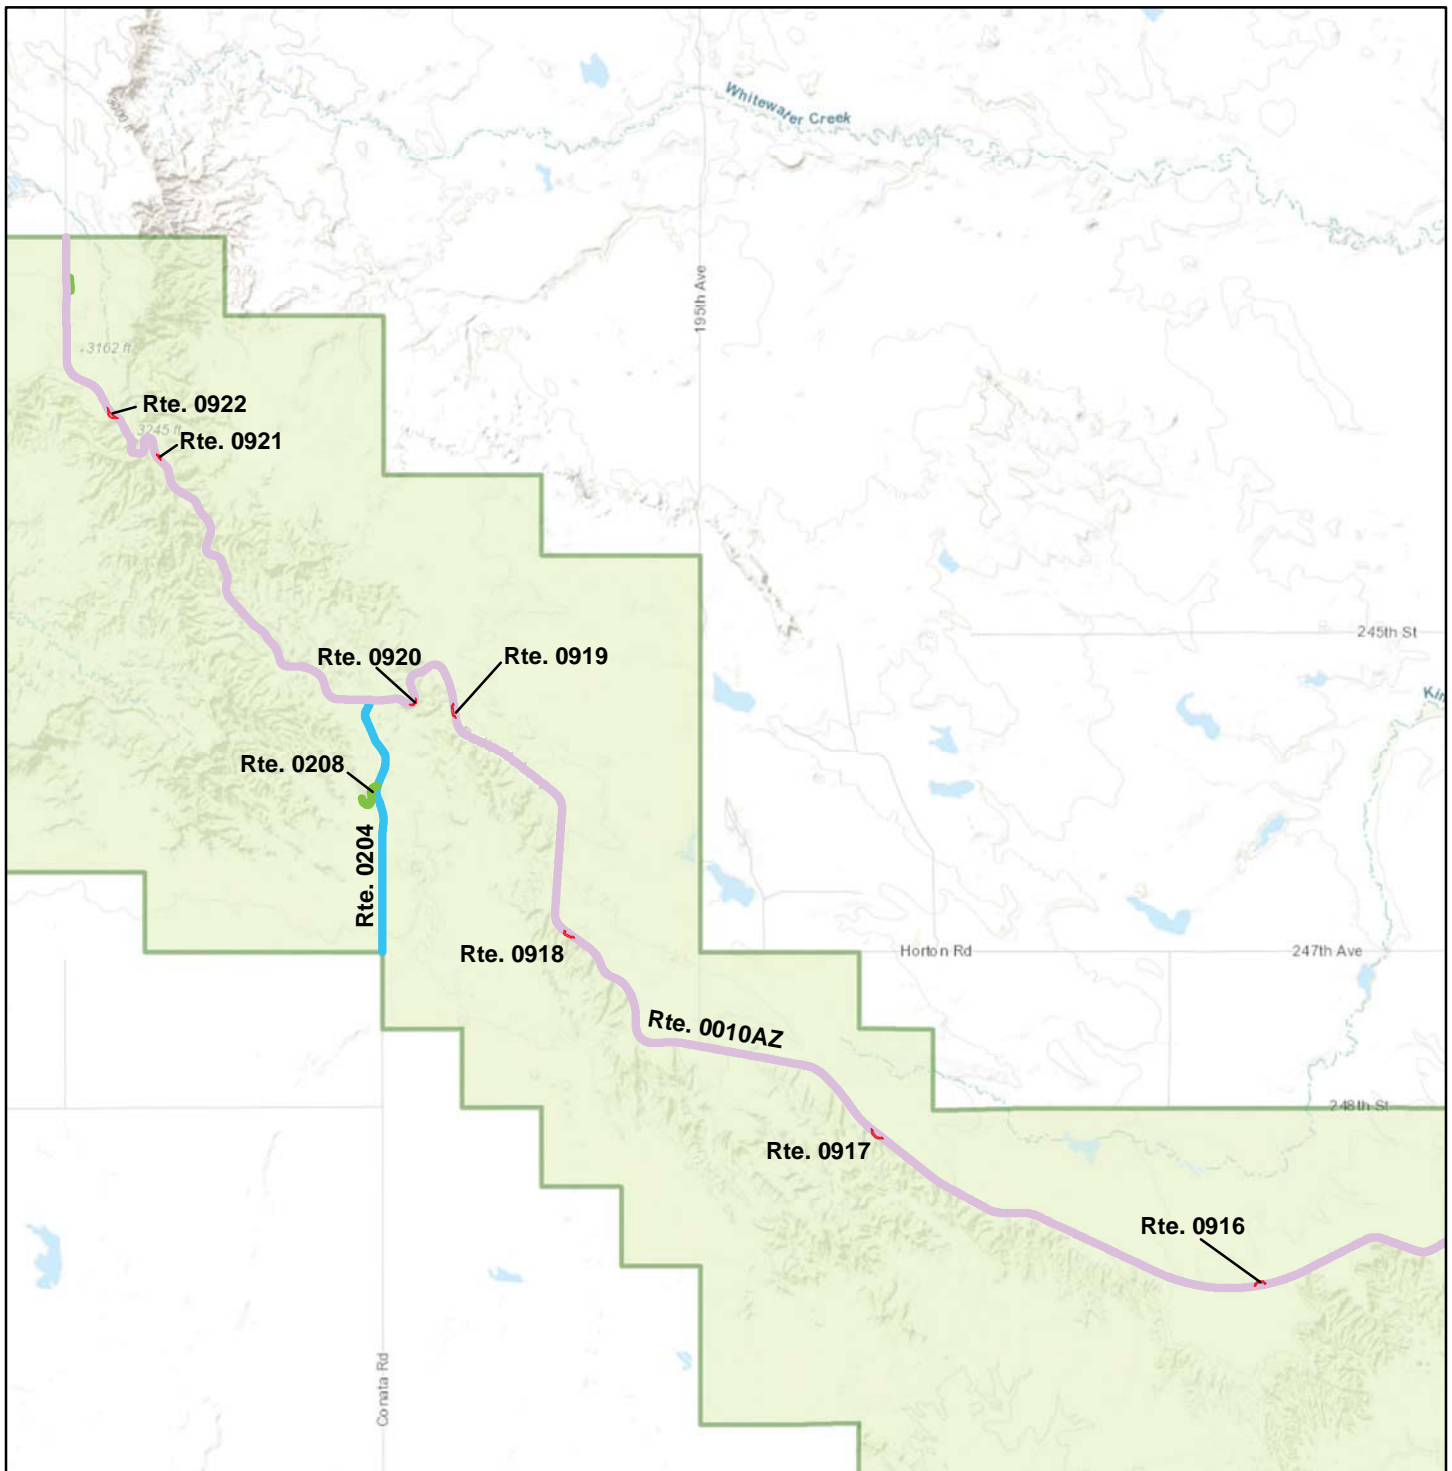 Whitewater Creek
195th Ave
3162 ft
Rte. 0922
3245 ft
Rte. 0921
245th St
Rte. 0920
Rte. 0919
Rte. 0208
Rte. 0204
Rte. 0918
Horton Rd
247th Ave
Rte. 0010AZ
248th St
Rte. 0917
Rte. 0916
Conata Rd